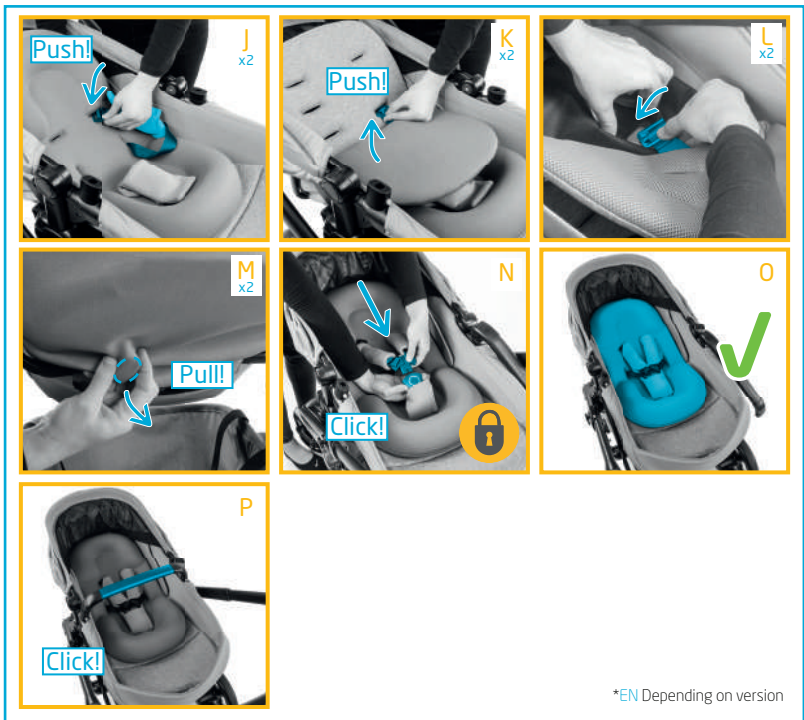 Push!
J
x2
Push!
K
x2
L
x2
M
x2
Pull!
N
Click!
O
P
Click!
*EN Depending on version